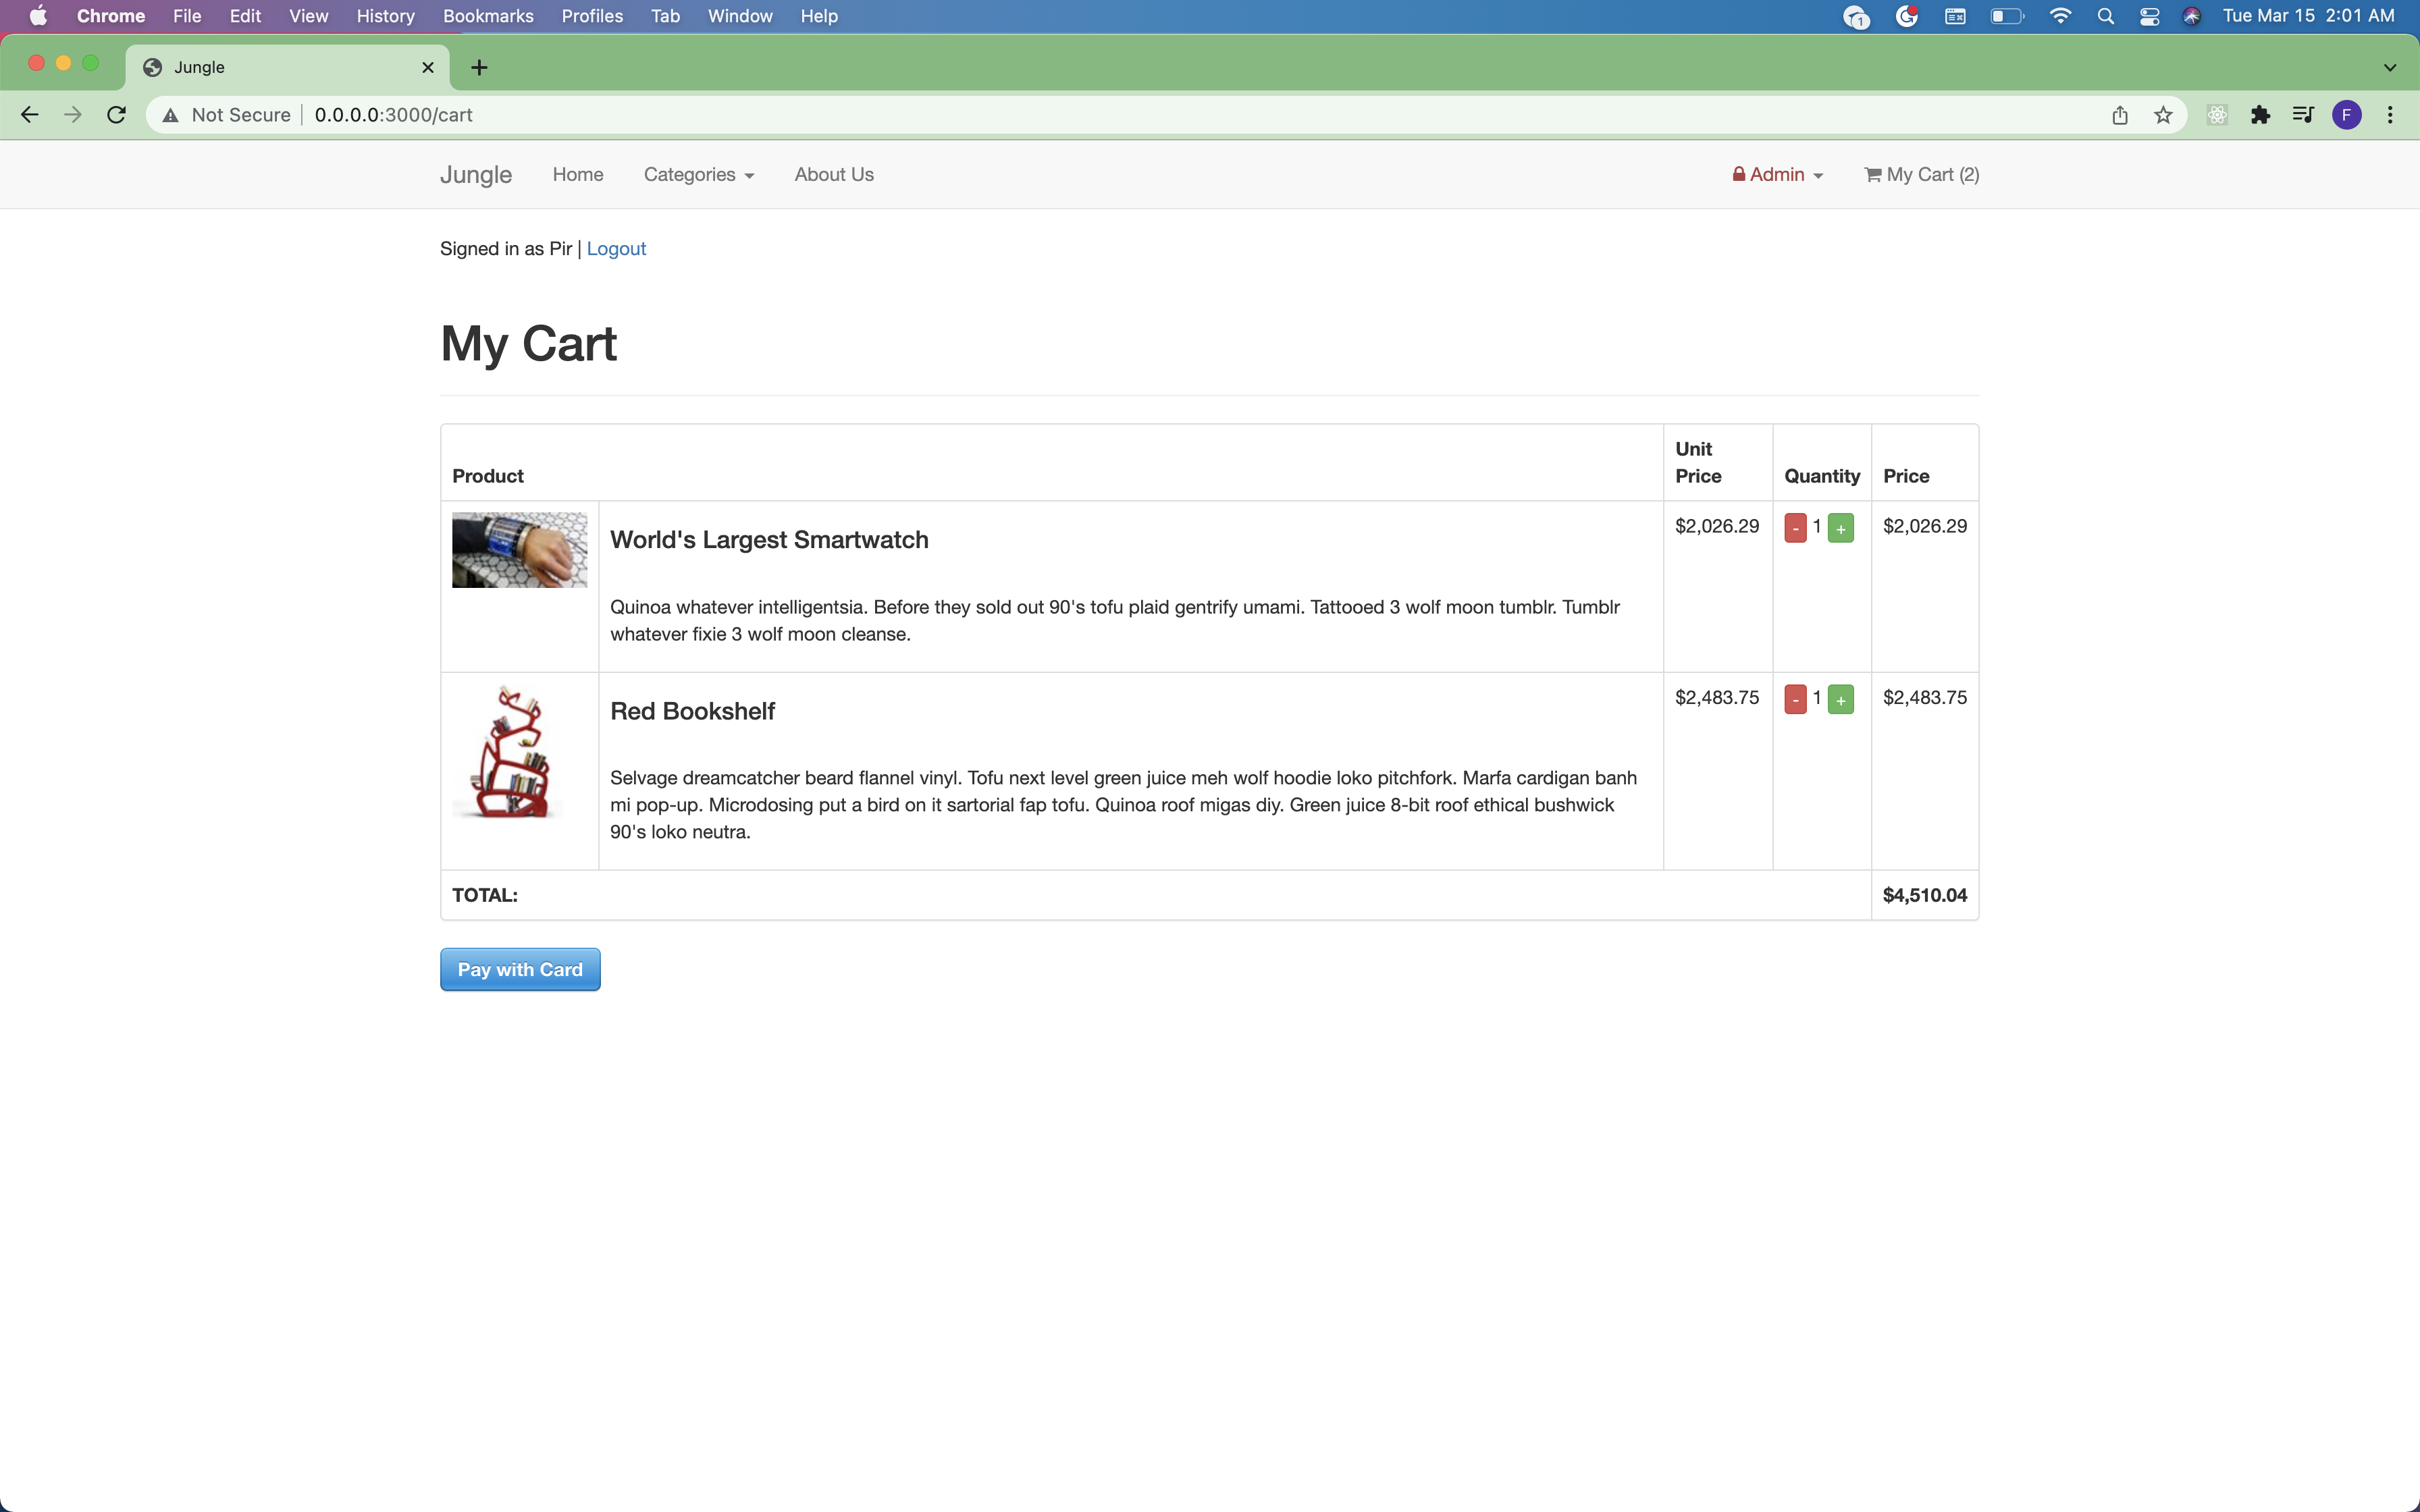 Chrome File Edit View History Bookmarks Profiles Tab Window Help 1 Tue Mar 15 2:01 AM
Jungle
Not Secure 0.0.0.0:3000/cart F
Jungle Home Categories About Us Admin My Cart (2)
Signed in as Pir | Logout
My Cart
Product Unit Price Quantity Price
World's Largest Smartwatch $2,026.29 - 1 + $2,026.29
Quinoa whatever intelligentsia. Before they sold out 90's tofu plaid gentrify umami. Tattooed 3 wolf moon tumblr. Tumblr
whatever fixie 3 wolf moon cleanse.
Red Bookshelf $2,483.75 - 1 + $2,483.75
Selvage dreamcatcher beard flannel vinyl. Tofu next level green juice meh wolf hoodie loko pitchfork. Marfa cardigan banh
mi pop-up. Microdosing put a bird on it sartorial fap tofu. Quinoa roof migas diy. Green juice 8-bit roof ethical bushwick
90's loko neutra.
TOTAL: $4,510.04
Pay with Card